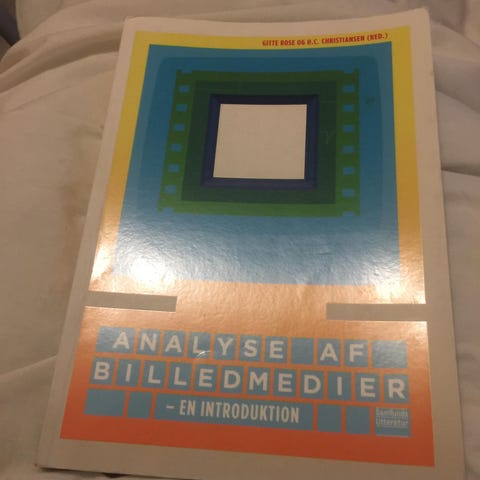 GITTE ROSE OG H.C. CHRISTIANSEN (RED.)
ANALYSE AF
BILLEDMEDIER
– EN INTRODUKTION
Samfunds
litteratur